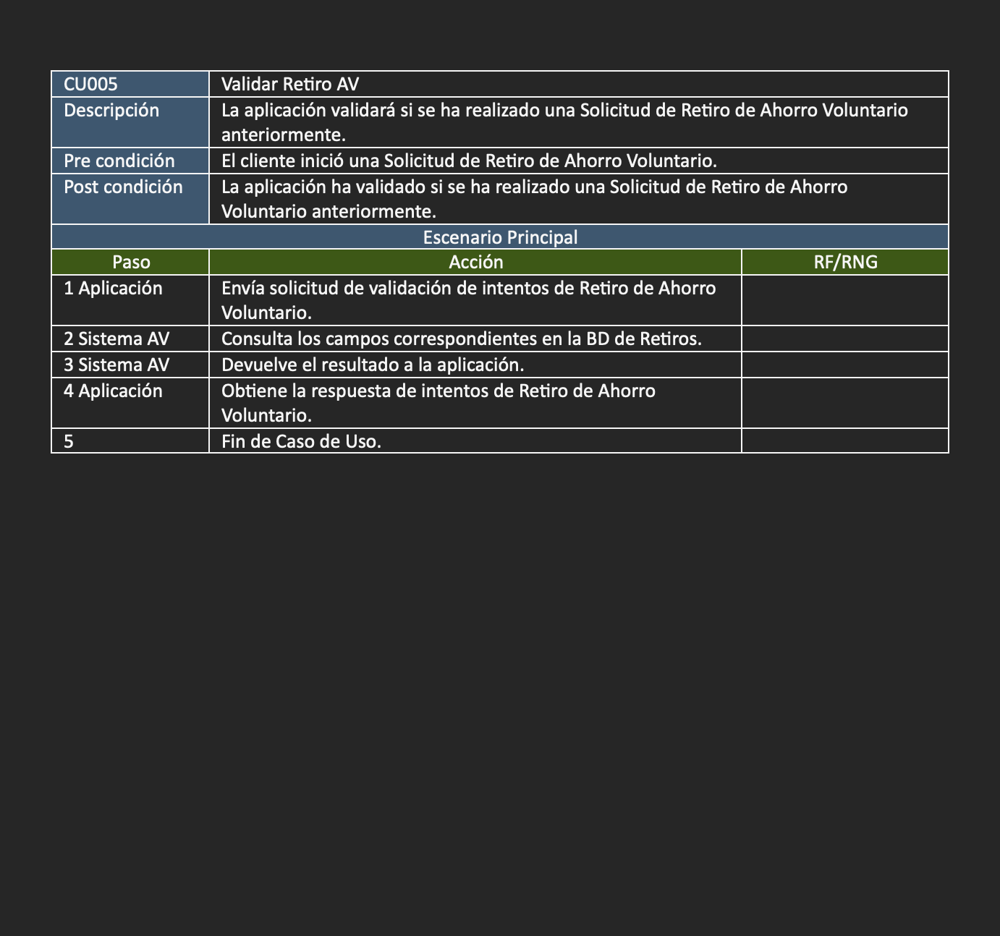 CU005
Validar Retiro AV
Descripción
La aplicación validará si se ha realizado una Solicitud de Retiro de Ahorro Voluntario
anteriormente.
Pre condición
El cliente inició una Solicitud de Retiro de Ahorro Voluntario.
Post condición
La aplicación ha validado si se ha realizado una Solicitud de Retiro de Ahorro
Voluntario anteriormente.
Escenario Principal
Paso
Acción
RF/RNG
1 Aplicación
Envía solicitud de validación de intentos de Retiro de Ahorro
Voluntario.
2 Sistema AV
Consulta los campos correspondientes en la BD de Retiros.
3 Sistema AV
Devuelve el resultado a la aplicación.
4 Aplicación
Obtiene la respuesta de intentos de Retiro de Ahorro
Voluntario.
5
Fin de Caso de Uso.